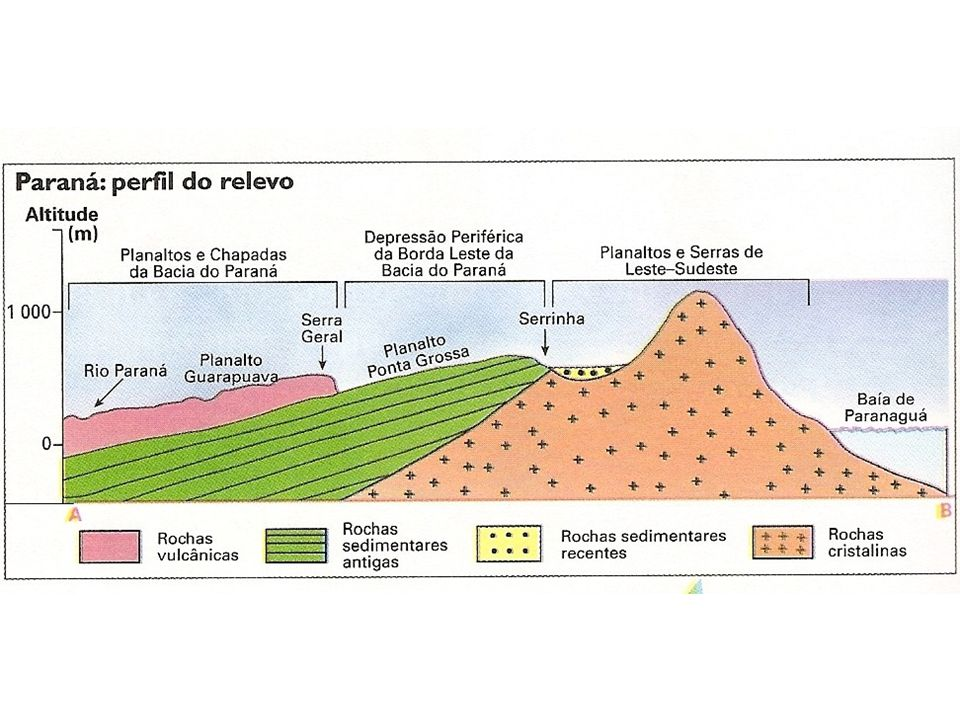 Paraná: perfil do relevo
Altitude
(m)
Planaltos e Chapadas
da Bacia do Paraná
Depressão Periférica
da Borda Leste da
Bacia do Paraná
Planaltos e Serras de
Leste–Sudeste
1 000
Serra
Geral
Serrinha
Planalto
Ponta Grossa
Rio Paraná
Planalto
Guarapuava
Baía de
Paranaguá
0
A
B
Rochas
vulcânicas
Rochas
sedimentares
antigas
Rochas sedimentares
recentes
Rochas
cristalinas